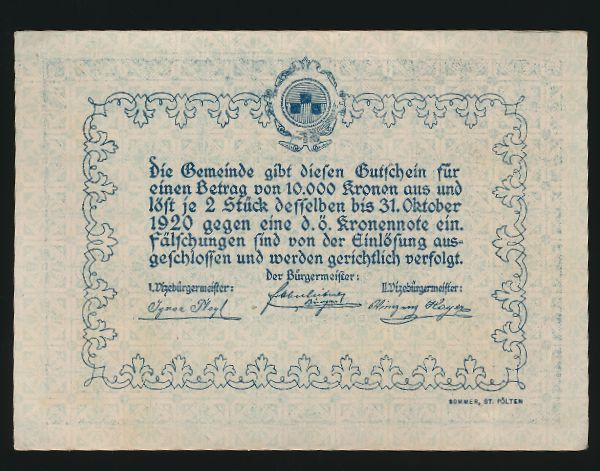 Die Gemeinde gibt diesen Gutschein für
einen Betrag von 10.000 Kronen aus und
löst je 2 Stück desselben bis 31. Oktober
1920 gegen eine d. ö. Kronennote ein.
Fälschungen sind von der Einlösung aus-
geschlossen und werden gerichtlich verfolgt.
Der Bürgermeister:
I. Vizebürgermeister: II. Vizebürgermeister:
SOMMER, ST. PÖLTEN